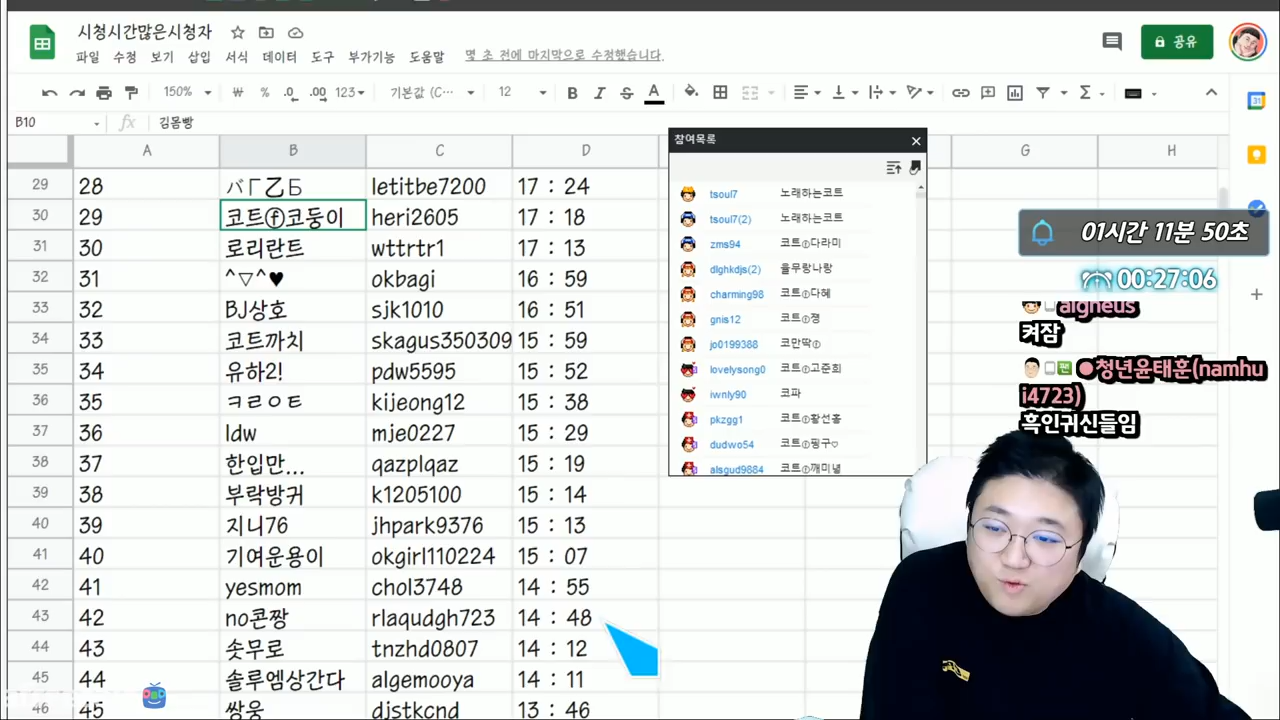 시청시간많은시청자
파일 수정 보기 삽입 서식 데이터 도구 부가기능 도움말 몇 초 전에 마지막으로 수정했습니다.
공유
150% ₩ % .0 .00 123 기본값 (C… 12 B I S A
B10 fx 김몸빵
A B C D G H
29 28 バ「乙동 letitbe7200 17 : 24
30 29 코트ⓕ코둥이 heri2605 17 : 18
31 30 로리란트 wttrtr1 17 : 13
32 31 ^▽^♥ okbagi 16 : 59
33 32 BJ상호 sjk1010 16 : 51
34 33 코트까치 skagus350309 15 : 59
35 34 유하2! pdw5595 15 : 52
36 35 ㅋㄹㅇㅌ kijeong12 15 : 38
37 36 ldw mje0227 15 : 29
38 37 한입만... qazplqaz 15 : 19
39 38 부락방귀 k1205100 15 : 14
40 39 지니76 jhpark9376 15 : 13
41 40 기여운용이 okgirl110224 15 : 07
42 41 yesmom chol3748 14 : 55
43 42 no콘짱 rlaqudgh723 14 : 48
44 43 솟무로 tnzhd0807 14 : 12
45 44 솔루엠상간다 algemooya 14 : 11
46 45 쌍웅 djstkcnd 13 : 46
참여목록
tsoul7 노래하는코트
tsoul7(2) 노래하는코트
zms94 코트ⓕ다라미
dlghkdjs(2) 율무랑나랑
charming98 코트ⓕ다혜
gnis12 코트ⓕ쟁
jo0199388 코만딱ⓕ
lovelysong0 코트ⓕ고준회
iwnly90 코파
pkzgg1 코트ⓕ황선홍
dudwo54 코트ⓕ핑구♡
alsgud9884 코트ⓕ깨미녕
01시간 11분 50초
00:27:06
aigheus
켜잠
●청년윤태훈(namhu
i4723)
흑인귀신들임